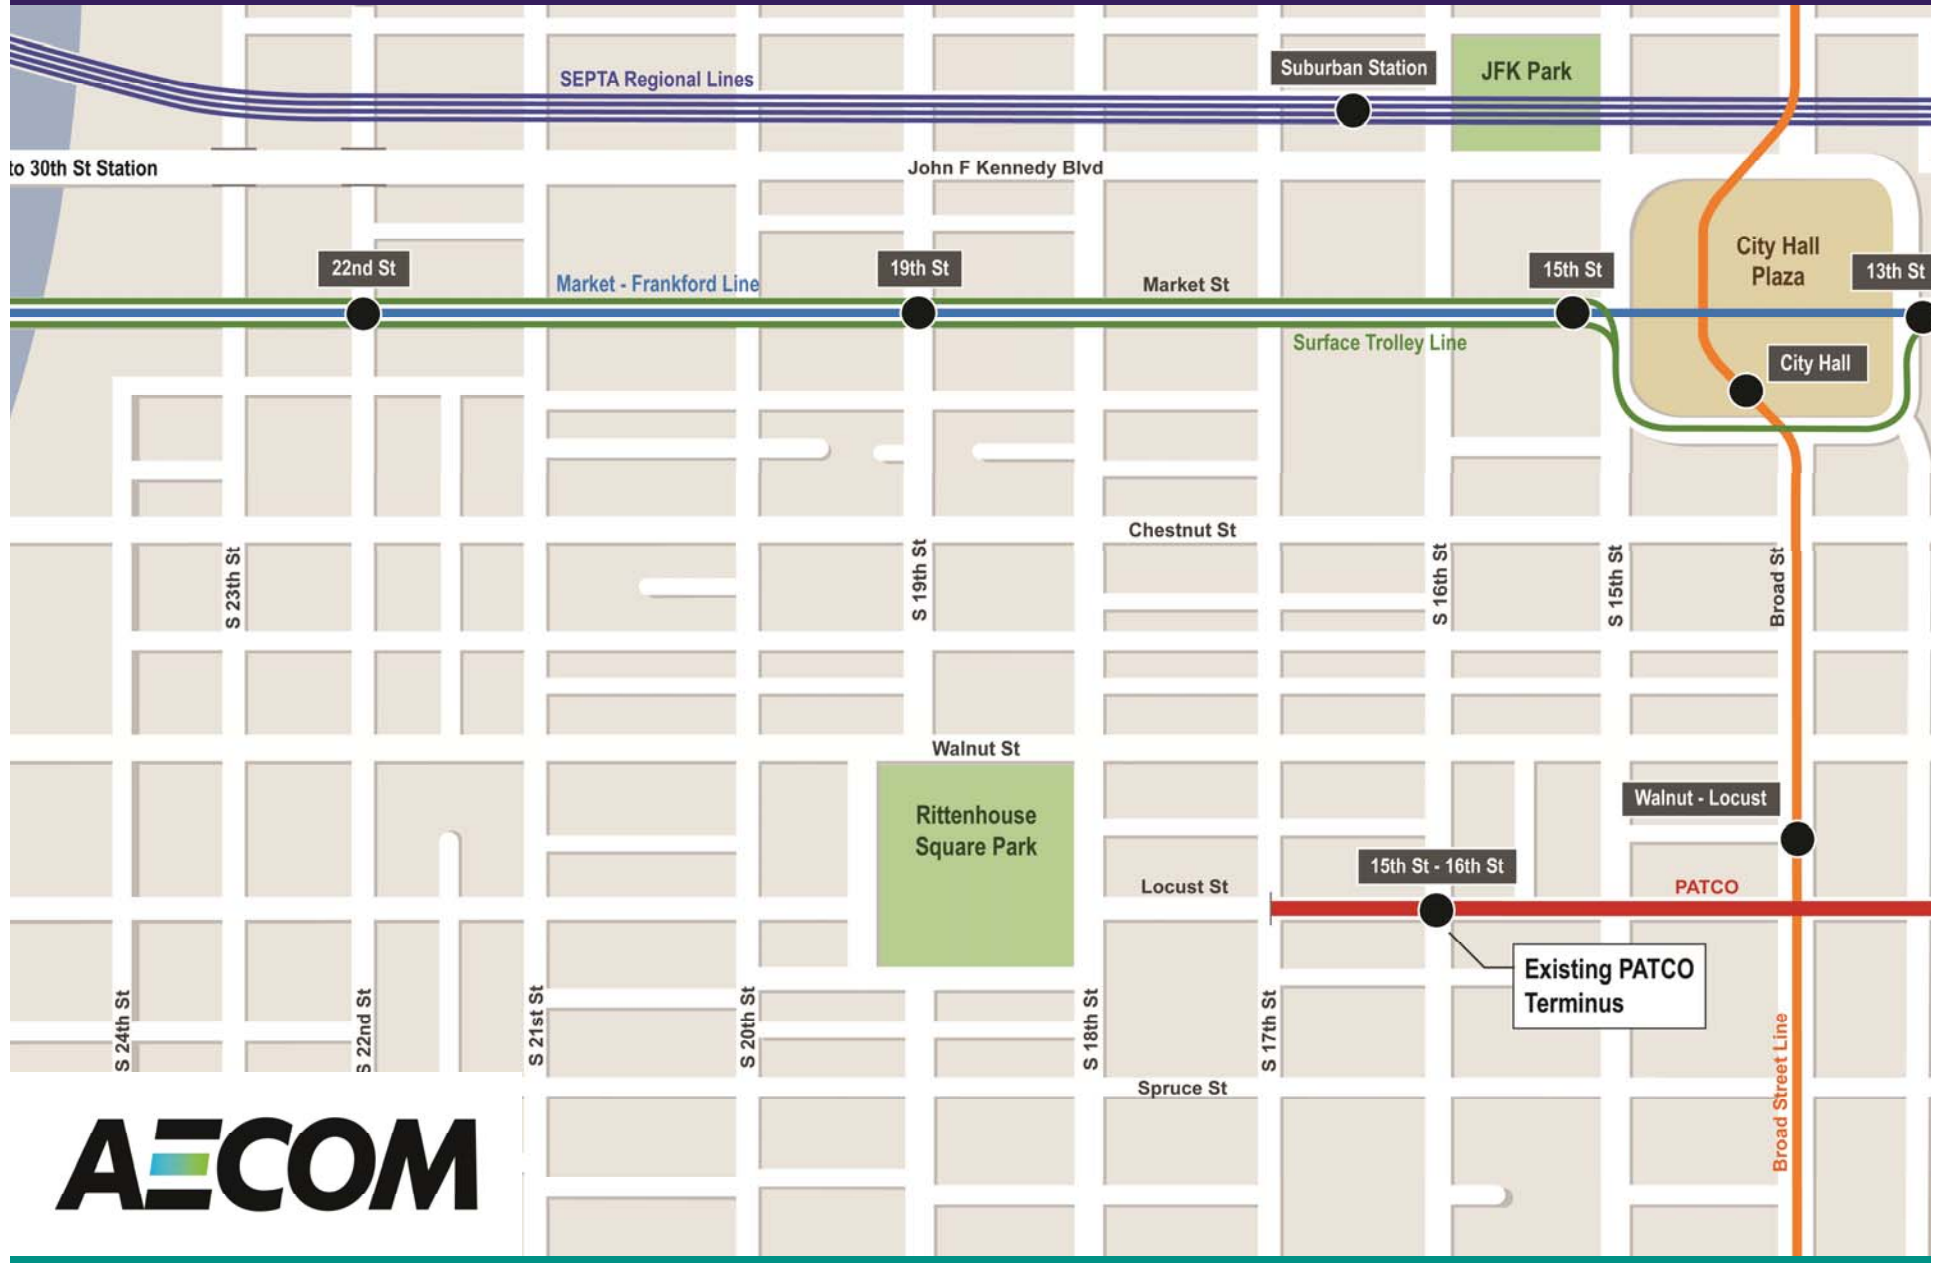 SEPTA Regional Lines
Suburban Station
JFK Park
to 30th St Station
John F Kennedy Blvd
22nd St
19th St
15th St
City Hall
Plaza
13th St
Market - Frankford Line
Market St
Surface Trolley Line
City Hall
Chestnut St
S 23th St
S 19th St
S 16th St
S 15th St
Broad St
Walnut St
Rittenhouse
Square Park
Walnut - Locust
15th St - 16th St
Locust St
PATCO
Existing PATCO
Terminus
S 24th St
S 22nd St
S 21st St
S 20th St
S 18th St
S 17th St
Broad Street Line
Spruce St
AECOM